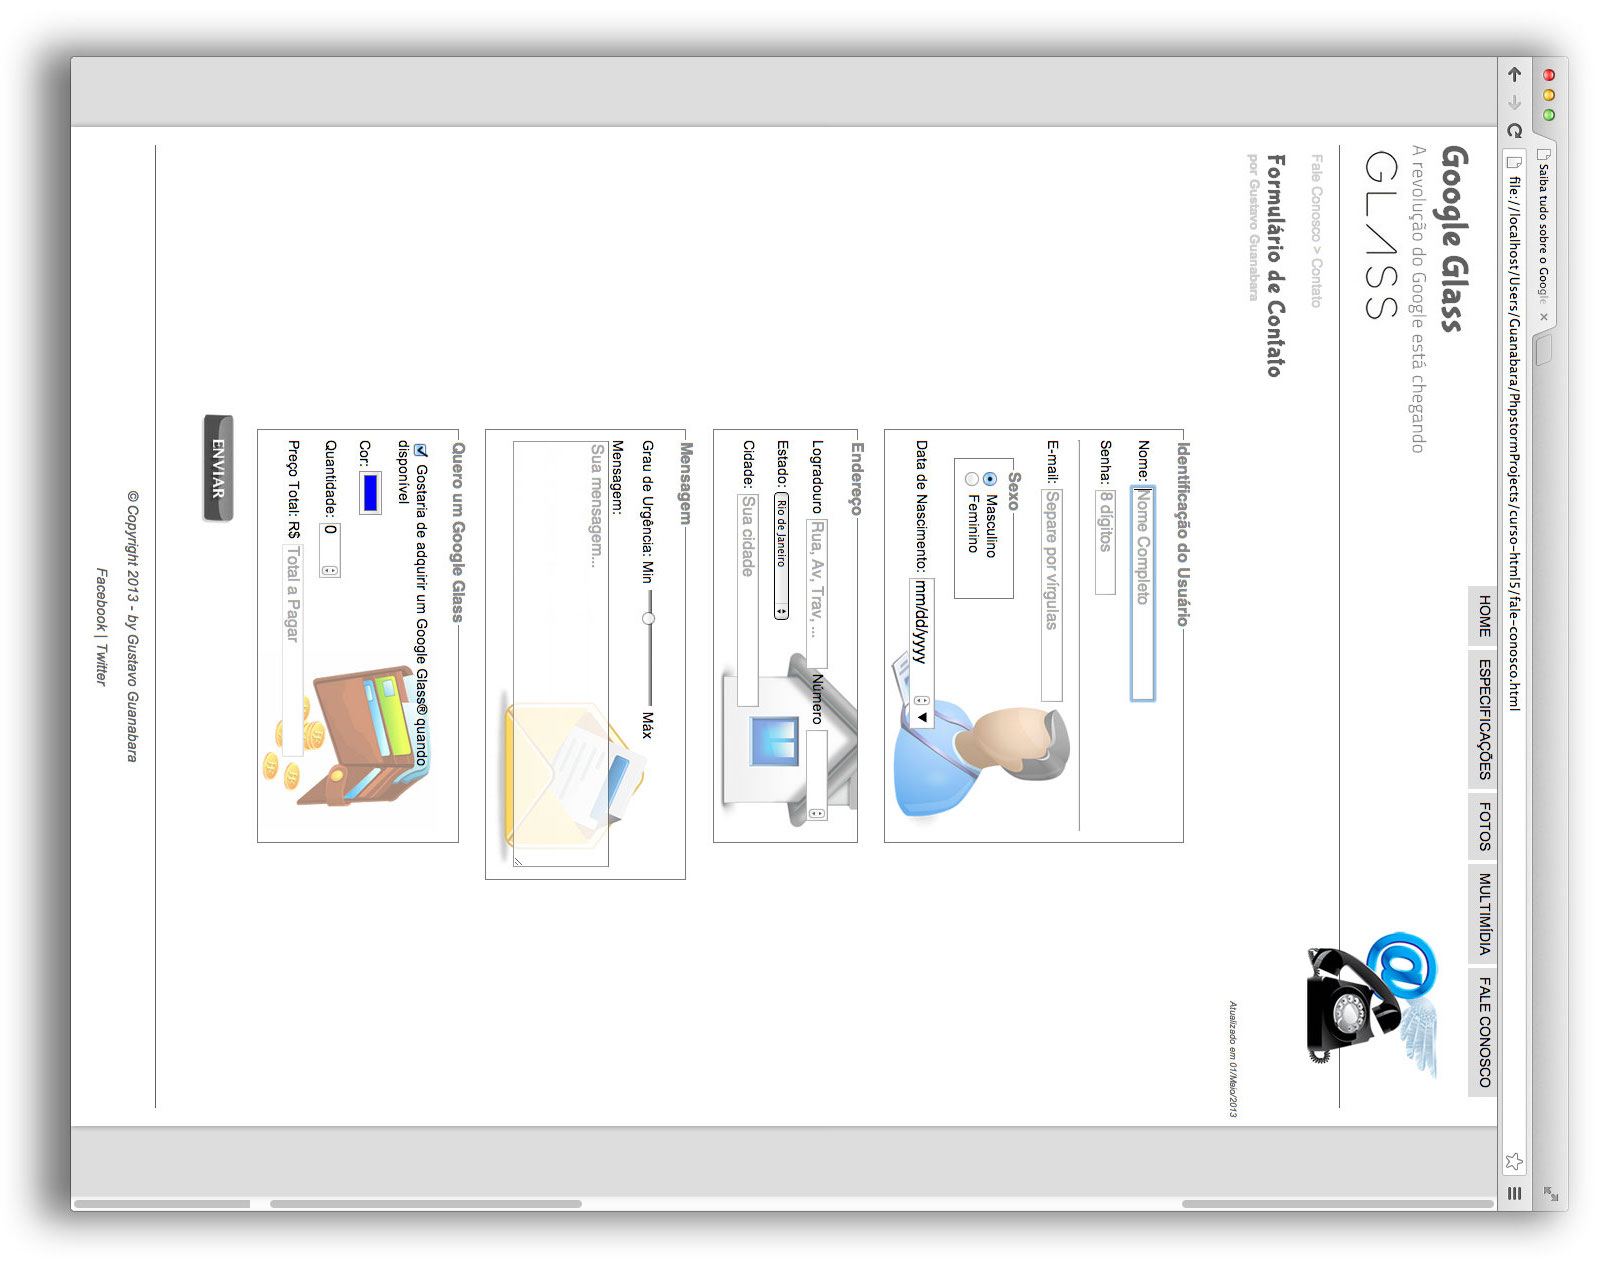 Saiba tudo sobre o Google
file://localhost/Users/Guanabara/PhpstormProjects/curso-html5/fale-conosco.html
HOME ESPECIFICAÇÕES FOTOS MULTIMÍDIA FALE CONOSCO
Google Glass
A revolução do Google está chegando
GLASS
Fale Conosco > Contato
Formulário de Contato
por Gustavo Guanabara
Atualizado em 01/Maio/2013
Identificação do Usuário
Nome: Nome Completo
Senha: 8 dígitos
E-mail: Separe por vírgulas
Sexo
Masculino
Feminino
Data de Nascimento: mm/dd/yyyy
Endereço
Logradouro Rua, Av, Trav, ... Número
Estado: Rio de Janeiro
Cidade: Sua cidade
Mensagem
Grau de Urgência: Min Máx
Mensagem:
Sua mensagem...
Quero um Google Glass
Gostaria de adquirir um Google Glass® quando
disponível
Cor:
Quantidade: 0
Preço Total: R$ Total a Pagar
ENVIAR
© Copyright 2013 - by Gustavo Guanabara
Facebook | Twitter